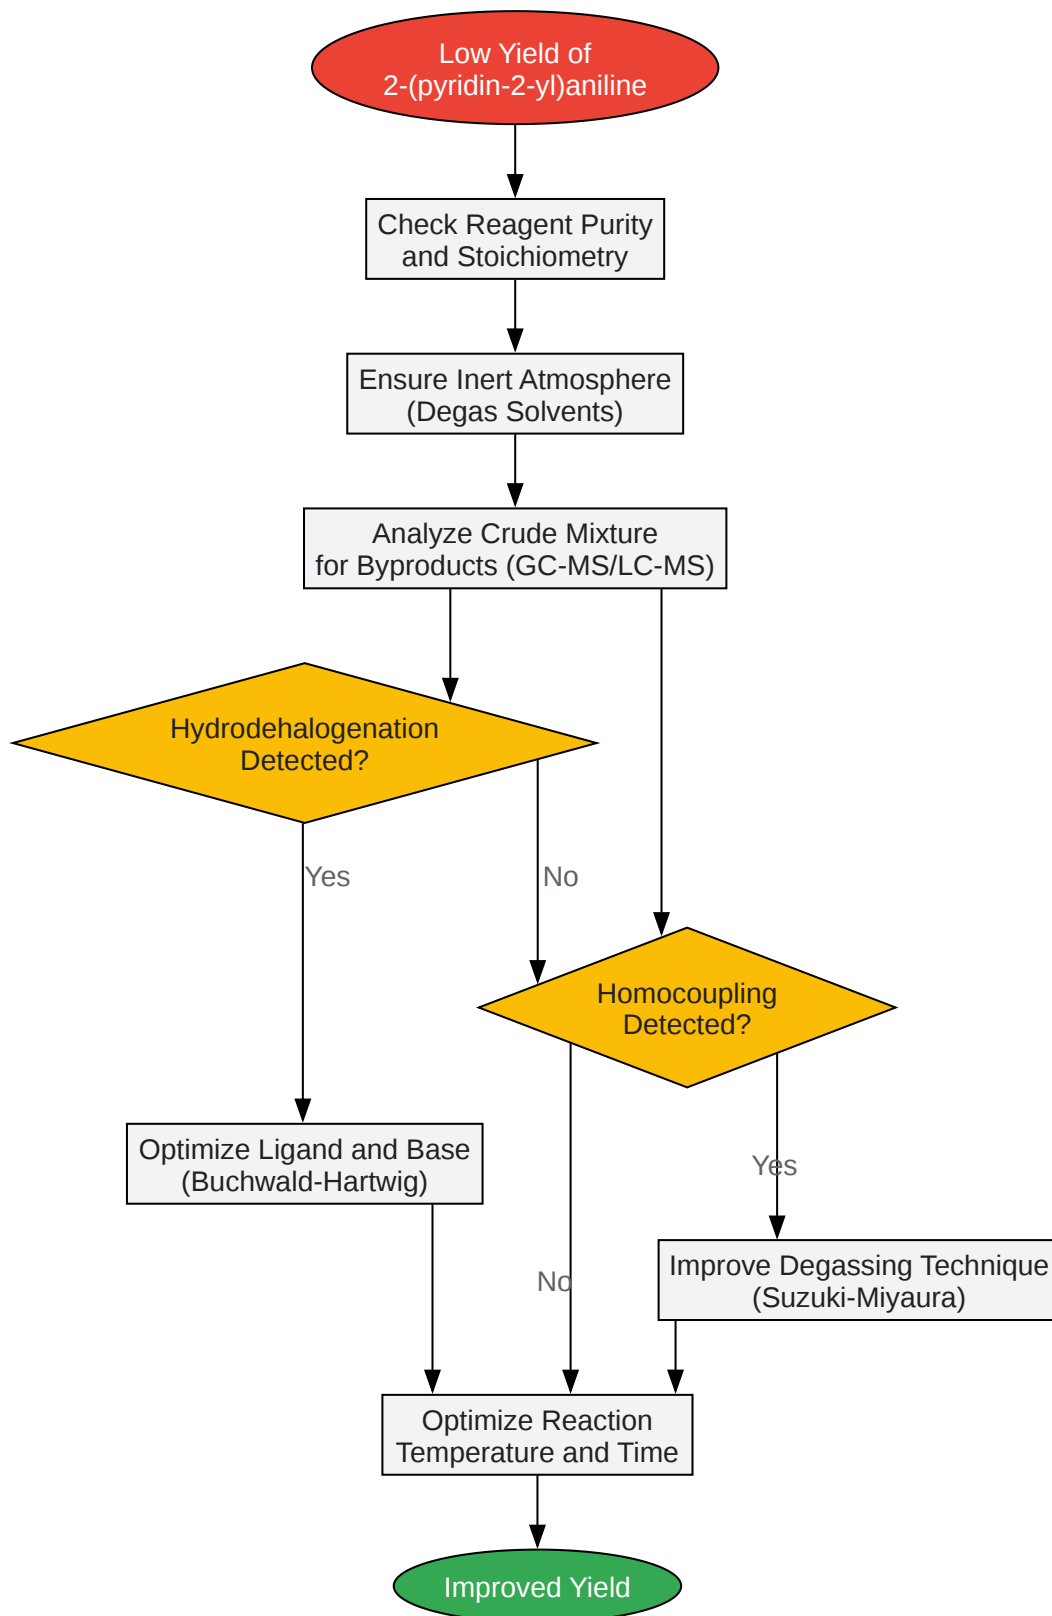 Low Yield of
2-(pyridin-2-yl)aniline
Check Reagent Purity
and Stoichiometry
Ensure Inert Atmosphere
(Degas Solvents)
Analyze Crude Mixture
for Byproducts (GC-MS/LC-MS)
Hydrodehalogenation
Detected?
Yes
No
Homocoupling
Detected?
Optimize Ligand and Base
(Buchwald-Hartwig)
Yes
No
Improve Degassing Technique
(Suzuki-Miyaura)
Optimize Reaction
Temperature and Time
Improved Yield